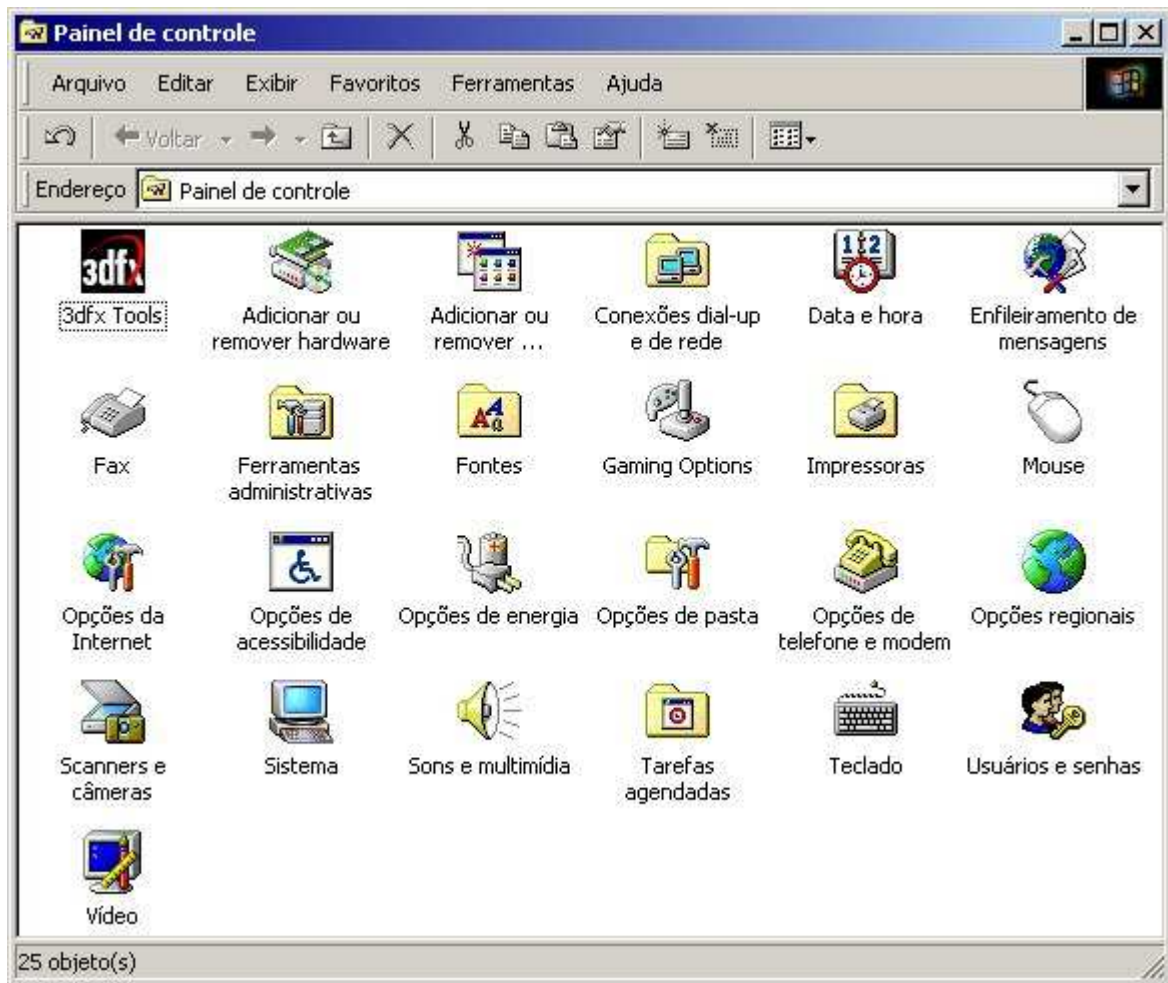 Painel de controle
Arquivo Editar Exibir Favoritos Ferramentas Ajuda
Voltar
Endereço Painel de controle
3dfx
3dfx Tools
Adicionar ou
remover hardware
Adicionar ou
remover ...
Conexões dial-up
e de rede
12
Data e hora
Enfileiramento de
mensagens
Fax
Ferramentas
administrativas
Fontes
Gaming Options
Impressoras
Mouse
Opções da
Internet
Opções de
acessibilidade
Opções de energia
Opções de pasta
Opções de
telefone e modem
Opções regionais
Scanners e
câmeras
Sistema
Sons e multimídia
Tarefas
agendadas
Teclado
Usuários e senhas
Vídeo
25 objeto(s)